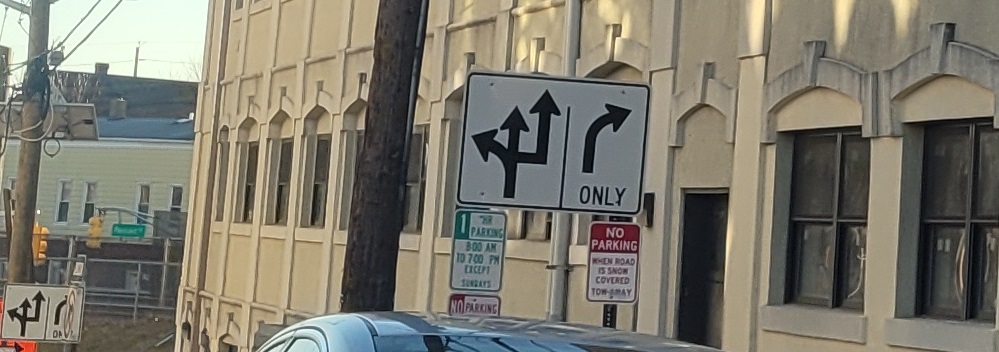 ONLY
1 HR
PARKING
8:00 AM
TO 7:00 PM
EXCEPT
SUNDAYS
NO PARKING
NO
PARKING
WHEN ROAD
IS SNOW
COVERED
TOW-AWAY